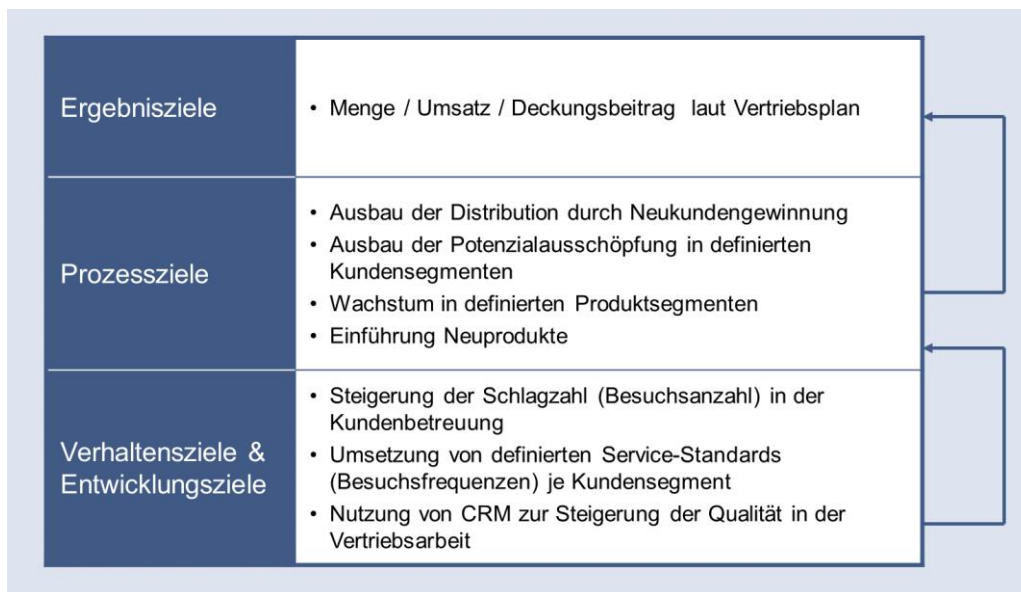 Ergebnisziele
• Menge / Umsatz / Deckungsbeitrag laut Vertriebsplan
Prozessziele
• Ausbau der Distribution durch Neukundengewinnung
• Ausbau der Potenzialausschöpfung in definierten
Kundensegmenten
• Wachstum in definierten Produktsegmenten
• Einführung Neuprodukte
Verhaltensziele &
Entwicklungsziele
• Steigerung der Schlagzahl (Besuchsanzahl) in der
Kundenbetreuung
• Umsetzung von definierten Service-Standards
(Besuchsfrequenzen) je Kundensegment
• Nutzung von CRM zur Steigerung der Qualität in der
Vertriebsarbeit